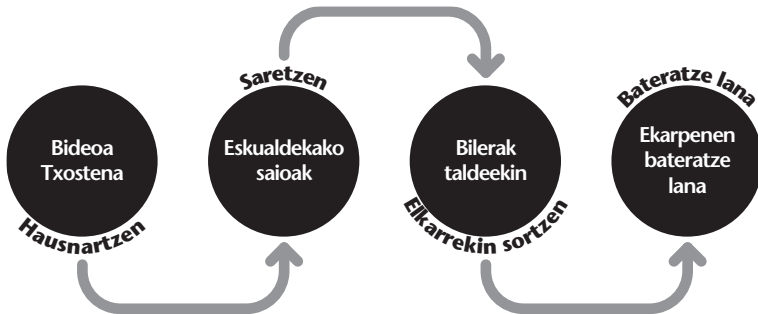 Bideoa
Txostena
Hausnartzen
Saretzen
Eskualdekako
saioak
Bilerak
taldeekin
Elkarrekin sortzen
Bateratze lana
Ekarpenen
bateratze
lana